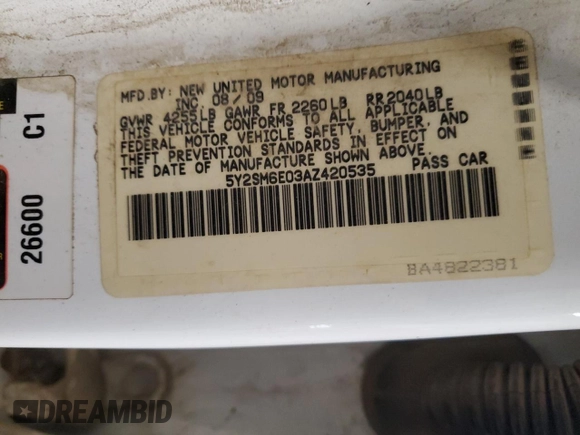 MFD.BY: NEW UNITED MOTOR MANUFACTURING
INC. 08/09
GVWR 4255LB GAWR FR 2260LB RR2040LB
THIS VEHICLE CONFORMS TO ALL APPLICABLE
FEDERAL MOTOR VEHICLE SAFETY, BUMPER, AND
THEFT PREVENTION STANDARDS IN EFFECT ON
THE DATE OF MANUFACTURE SHOWN ABOVE.
5Y2SM6E03AZ420535 PASS CAR
BA4822381
26600 C1
DREAMBID